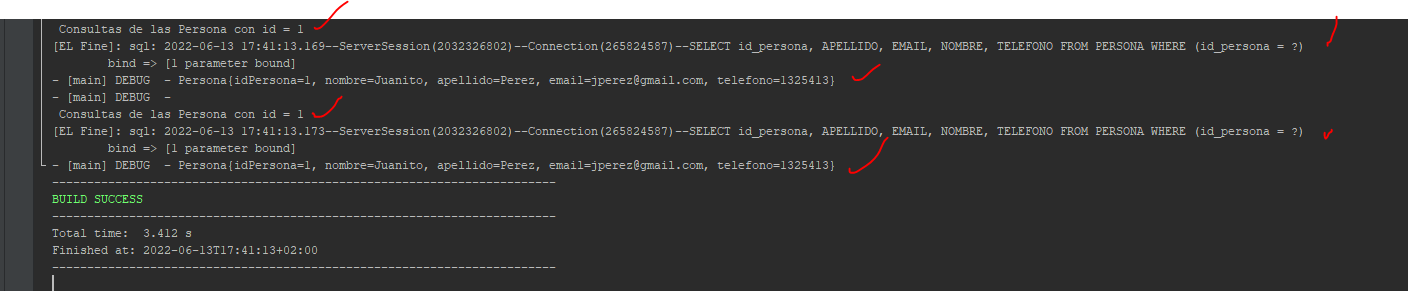 Consultas de las Persona con id = 1
[EL Fine]: sql: 2022-06-13 17:41:13.169--ServerSession(2032326802)--Connection(265824587)--SELECT id_persona, APELLIDO, EMAIL, NOMBRE, TELEFONO FROM PERSONA WHERE (id_persona = ?)
bind => [1 parameter bound]
- [main] DEBUG  - Persona{idPersona=1, nombre=Juanito, apellido=Perez, email=jperez@gmail.com, telefono=1325413}
- [main] DEBUG  -
Consultas de las Persona con id = 1
[EL Fine]: sql: 2022-06-13 17:41:13.173--ServerSession(2032326802)--Connection(265824587)--SELECT id_persona, APELLIDO, EMAIL, NOMBRE, TELEFONO FROM PERSONA WHERE (id_persona = ?)
bind => [1 parameter bound]
- [main] DEBUG  - Persona{idPersona=1, nombre=Juanito, apellido=Perez, email=jperez@gmail.com, telefono=1325413}
------------------------------------------------------------------------
BUILD SUCCESS
------------------------------------------------------------------------
Total time:  3.412 s
Finished at: 2022-06-13T17:41:13+02:00
------------------------------------------------------------------------